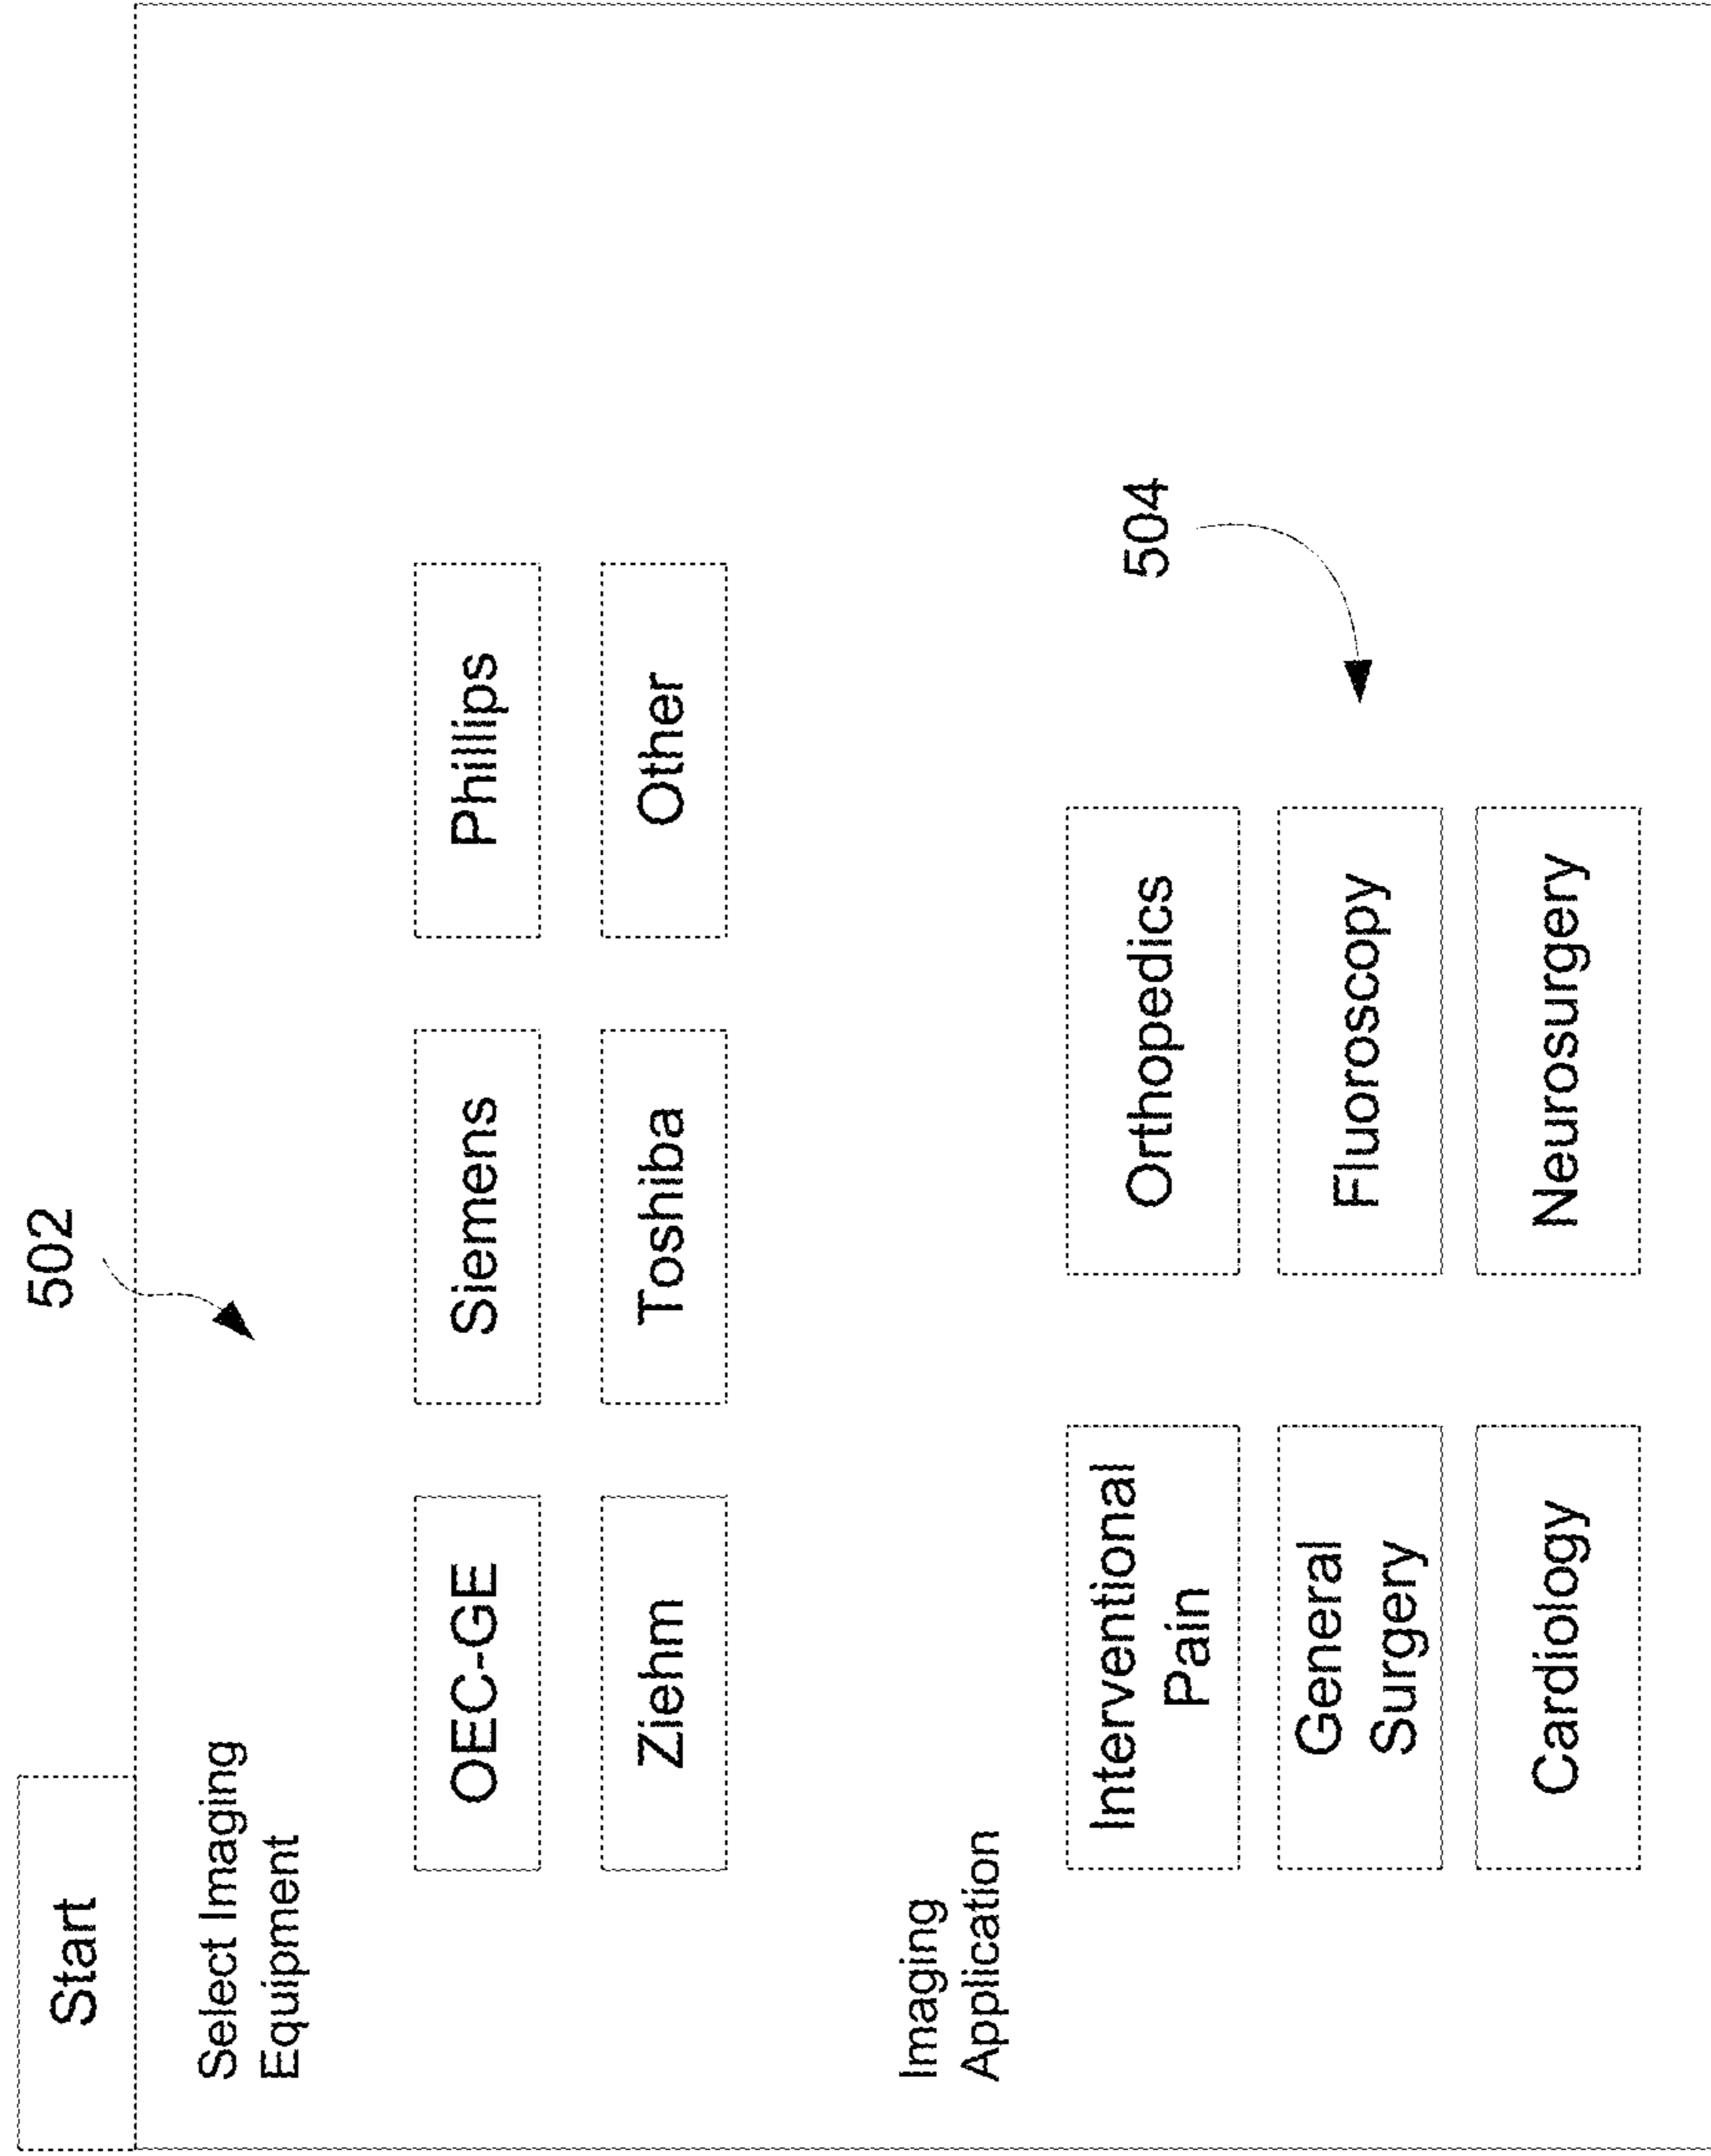 502
Start
Select Imaging
Equipment
OEC-GE
Siemens
Phillips
Ziehm
Toshiba
Other
Imaging
Application
504
Interventional
Pain
Orthopedics
General
Surgery
Fluoroscopy
Cardiology
Neurosurgery